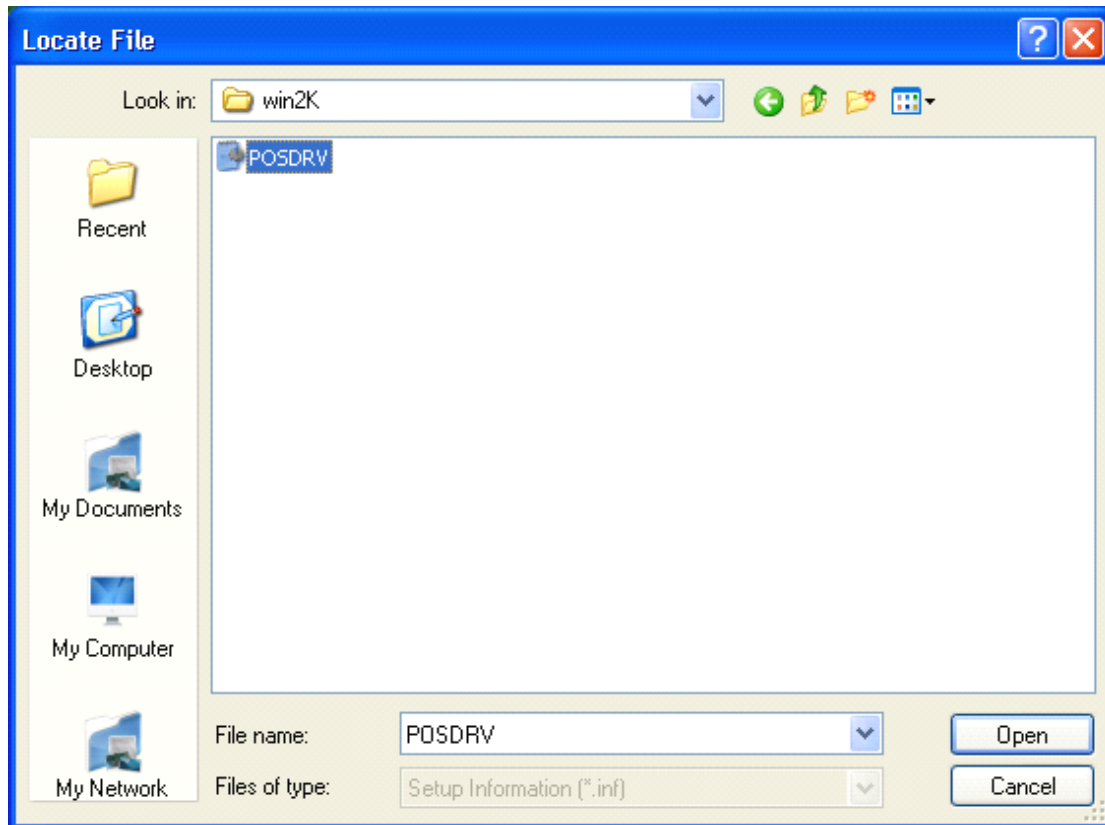 Locate File
Look in:
win2K
POSDRV
Recent
Desktop
My Documents
My Computer
My Network
File name:
POSDRV
Open
Files of type:
Setup Information (*.inf)
Cancel